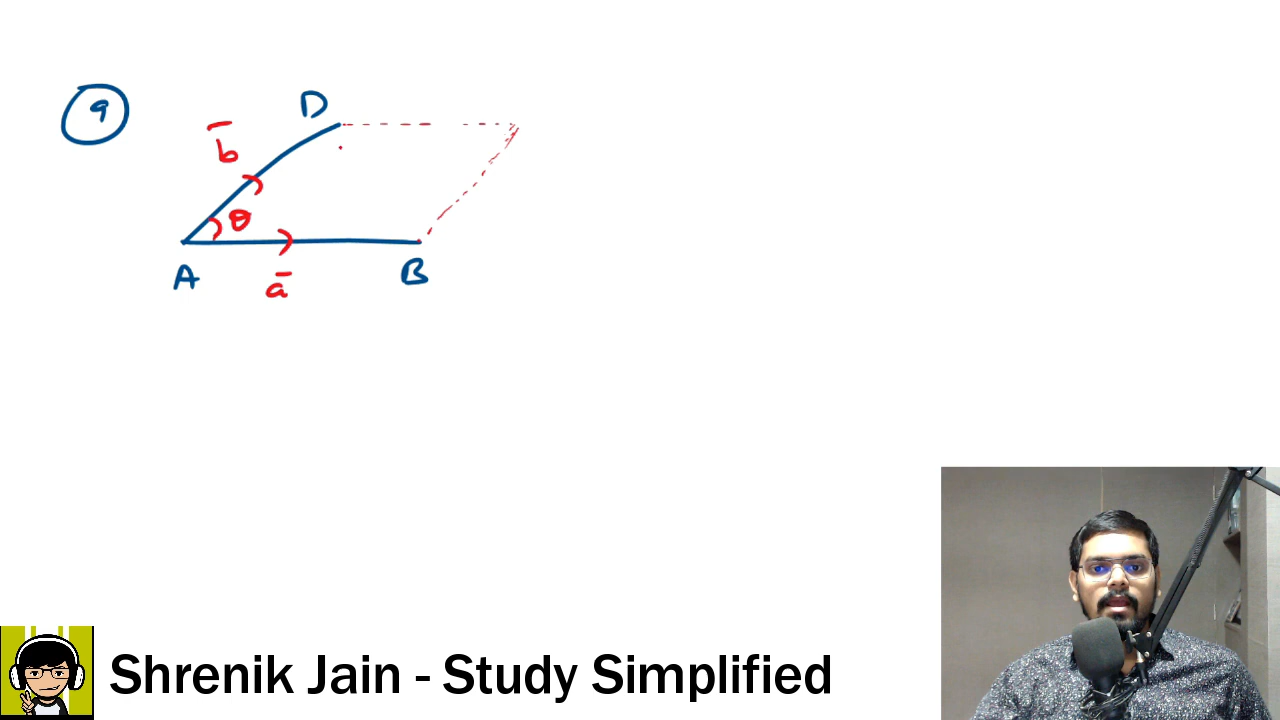 9
D
b̅
θ
A
B
a̅
Shrenik Jain - Study Simplified